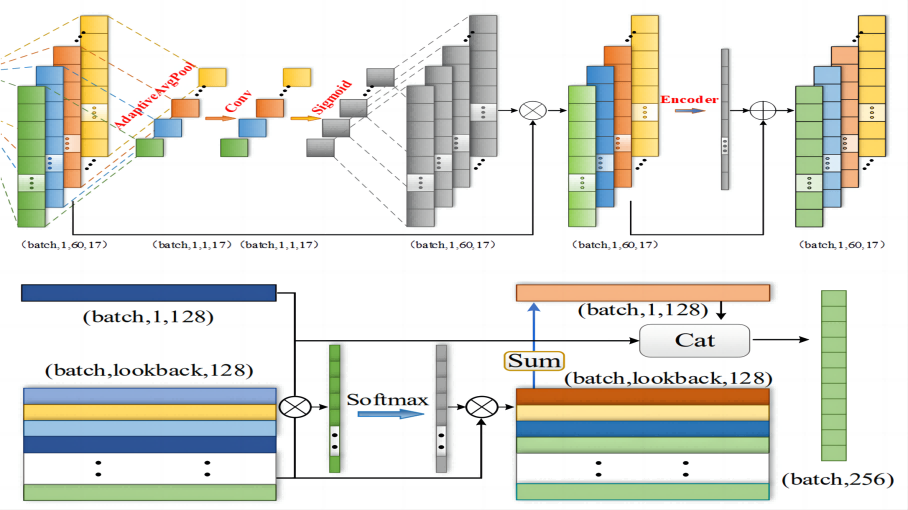 AdaptiveAvgPool
Conv
Sigmoid
Encoder
(batch,1,60,17)
(batch,1,1,17)
(batch,1,1,17)
(batch,1,60,17)
(batch,1,60,17)
(batch,1,60,17)
(batch,1,128)
(batch,1,128)
Cat
Sum
(batch,lookback,128)
(batch,lookback,128)
Softmax
(batch,256)